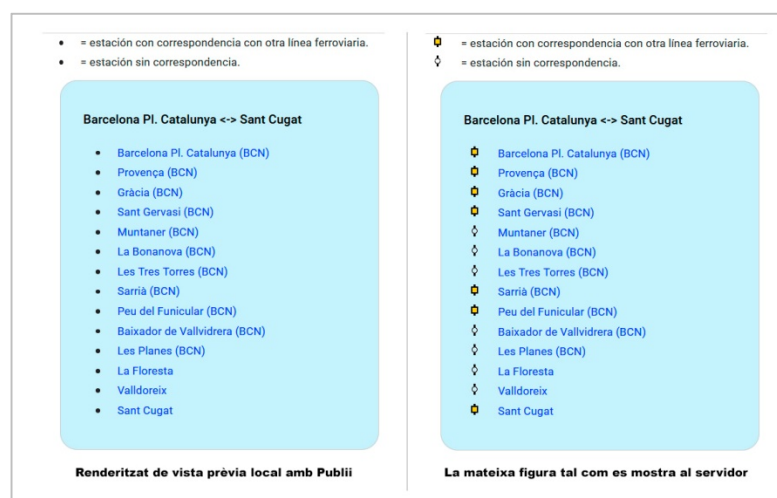 = estación con correspondencia con otra línea ferroviaria.
= estación sin correspondencia.
Barcelona Pl. Catalunya <-> Sant Cugat
Barcelona Pl. Catalunya (BCN)
Provença (BCN)
Gràcia (BCN)
Sant Gervasi (BCN)
Muntaner (BCN)
La Bonanova (BCN)
Les Tres Torres (BCN)
Sarrià (BCN)
Peu del Funicular (BCN)
Baixador de Vallvidrera (BCN)
Les Planes (BCN)
La Floresta
Valldoreix
Sant Cugat
Renderitzat de vista prèvia local amb Publii
= estación con correspondencia con otra línea ferroviaria.
= estación sin correspondencia.
Barcelona Pl. Catalunya <-> Sant Cugat
Barcelona Pl. Catalunya (BCN)
Provença (BCN)
Gràcia (BCN)
Sant Gervasi (BCN)
Muntaner (BCN)
La Bonanova (BCN)
Les Tres Torres (BCN)
Sarrià (BCN)
Peu del Funicular (BCN)
Baixador de Vallvidrera (BCN)
Les Planes (BCN)
La Floresta
Valldoreix
Sant Cugat
La mateixa figura tal com es mostra al servidor